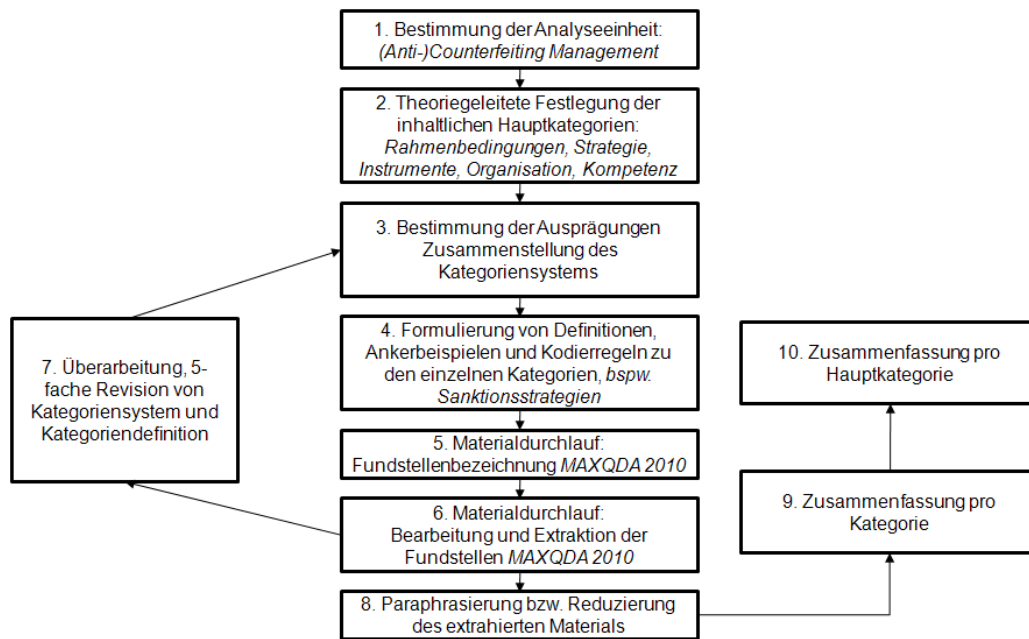 1. Bestimmung der Analyseeinheit:
(Anti-)Counterfeiting Management
2. Theoriegeleitete Festlegung der
inhaltlichen Hauptkategorien:
Rahmenbedingungen, Strategie,
Instrumente, Organisation, Kompetenz
3. Bestimmung der Ausprägungen
Zusammenstellung des
Kategoriensystems
4. Formulierung von Definitionen,
Ankerbeispielen und Kodierregeln zu
den einzelnen Kategorien, bspw.
Sanktionsstrategien
5. Materialdurchlauf:
Fundstellenbezeichnung MAXQDA 2010
6. Materialdurchlauf:
Bearbeitung und Extraktion der
Fundstellen MAXQDA 2010
7. Überarbeitung, 5-
fache Revision von
Kategoriensystem und
Kategoriendefinition
8. Paraphrasierung bzw. Reduzierung
des extrahierten Materials
9. Zusammenfassung pro
Kategorie
10. Zusammenfassung pro
Hauptkategorie